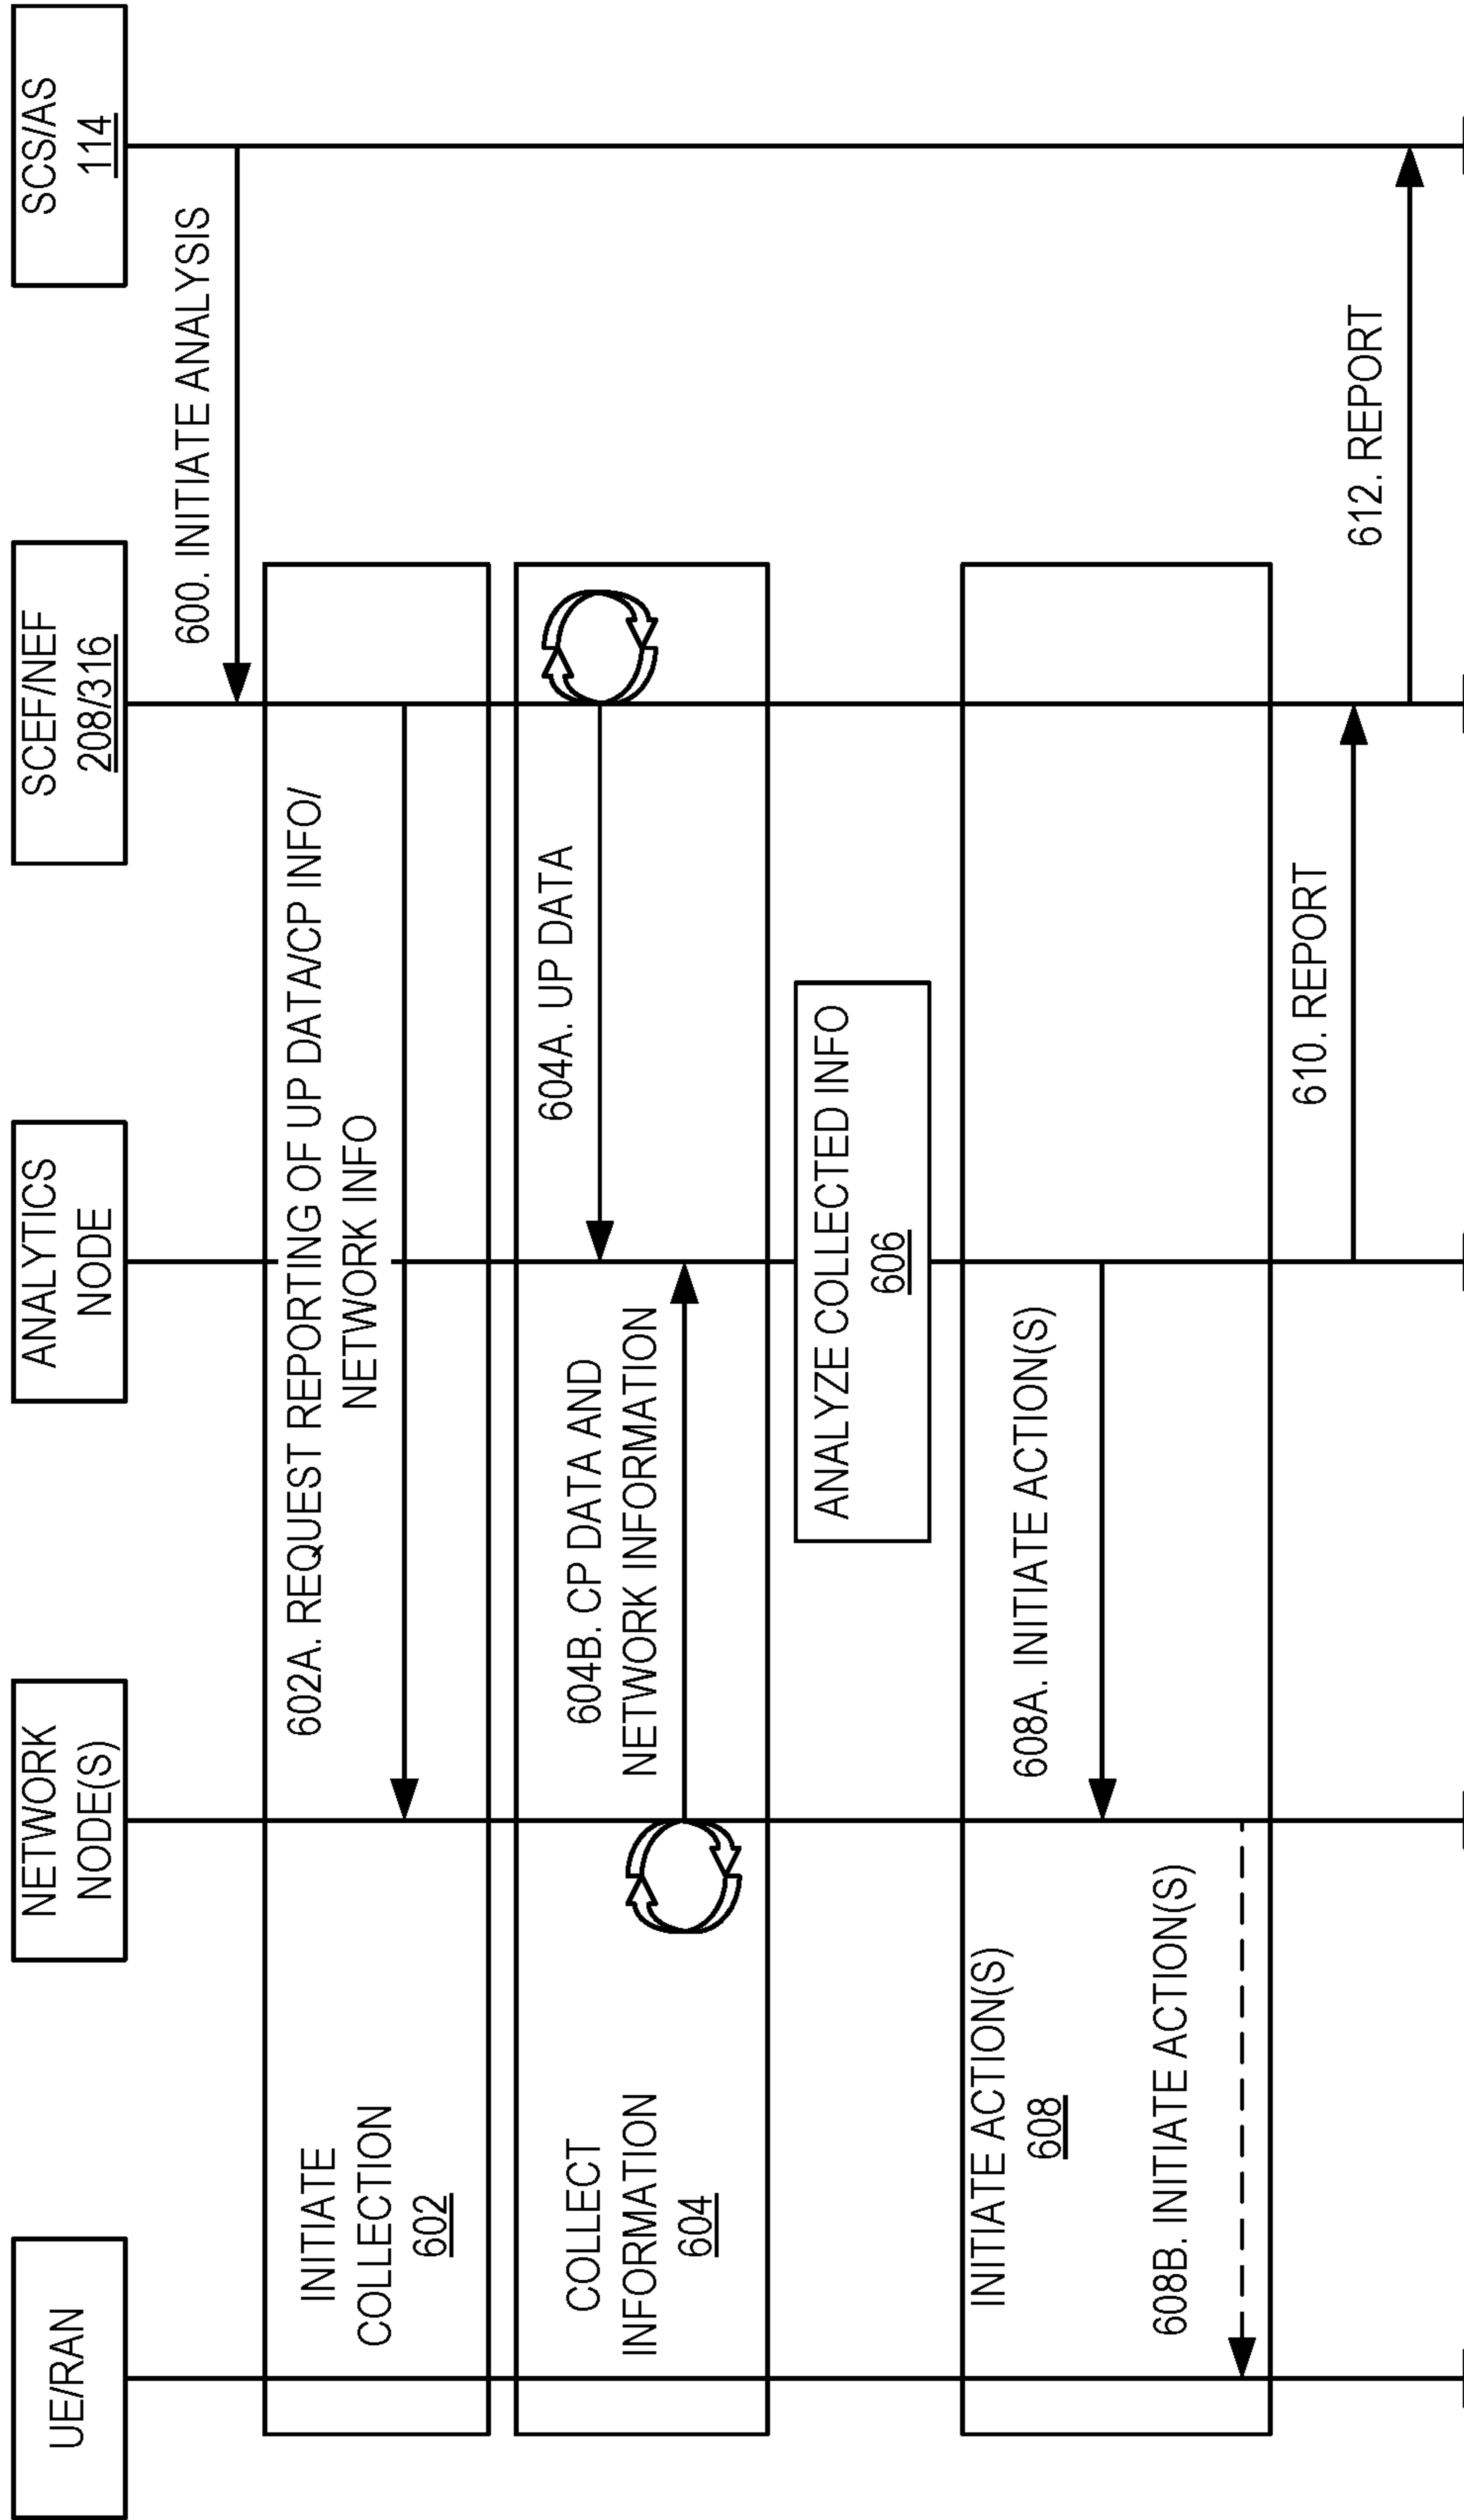 UE/RAN
NETWORK
NODE(S)
ANALYTICS
NODE
SCEF/NEF
208/316
SCS/AS
114
600. INITIATE ANALYSIS
INITIATE
COLLECTION
602
602A. REQUEST REPORTING OF UP DATA/CP INFO/
NETWORK INFO
COLLECT
INFORMATION
604
604A. UP DATA
604B. CP DATA AND
NETWORK INFORMATION
ANALYZE COLLECTED INFO
606
INITIATE ACTION(S)
608
608A. INITIATE ACTION(S)
608B. INITIATE ACTION(S)
610. REPORT
612. REPORT